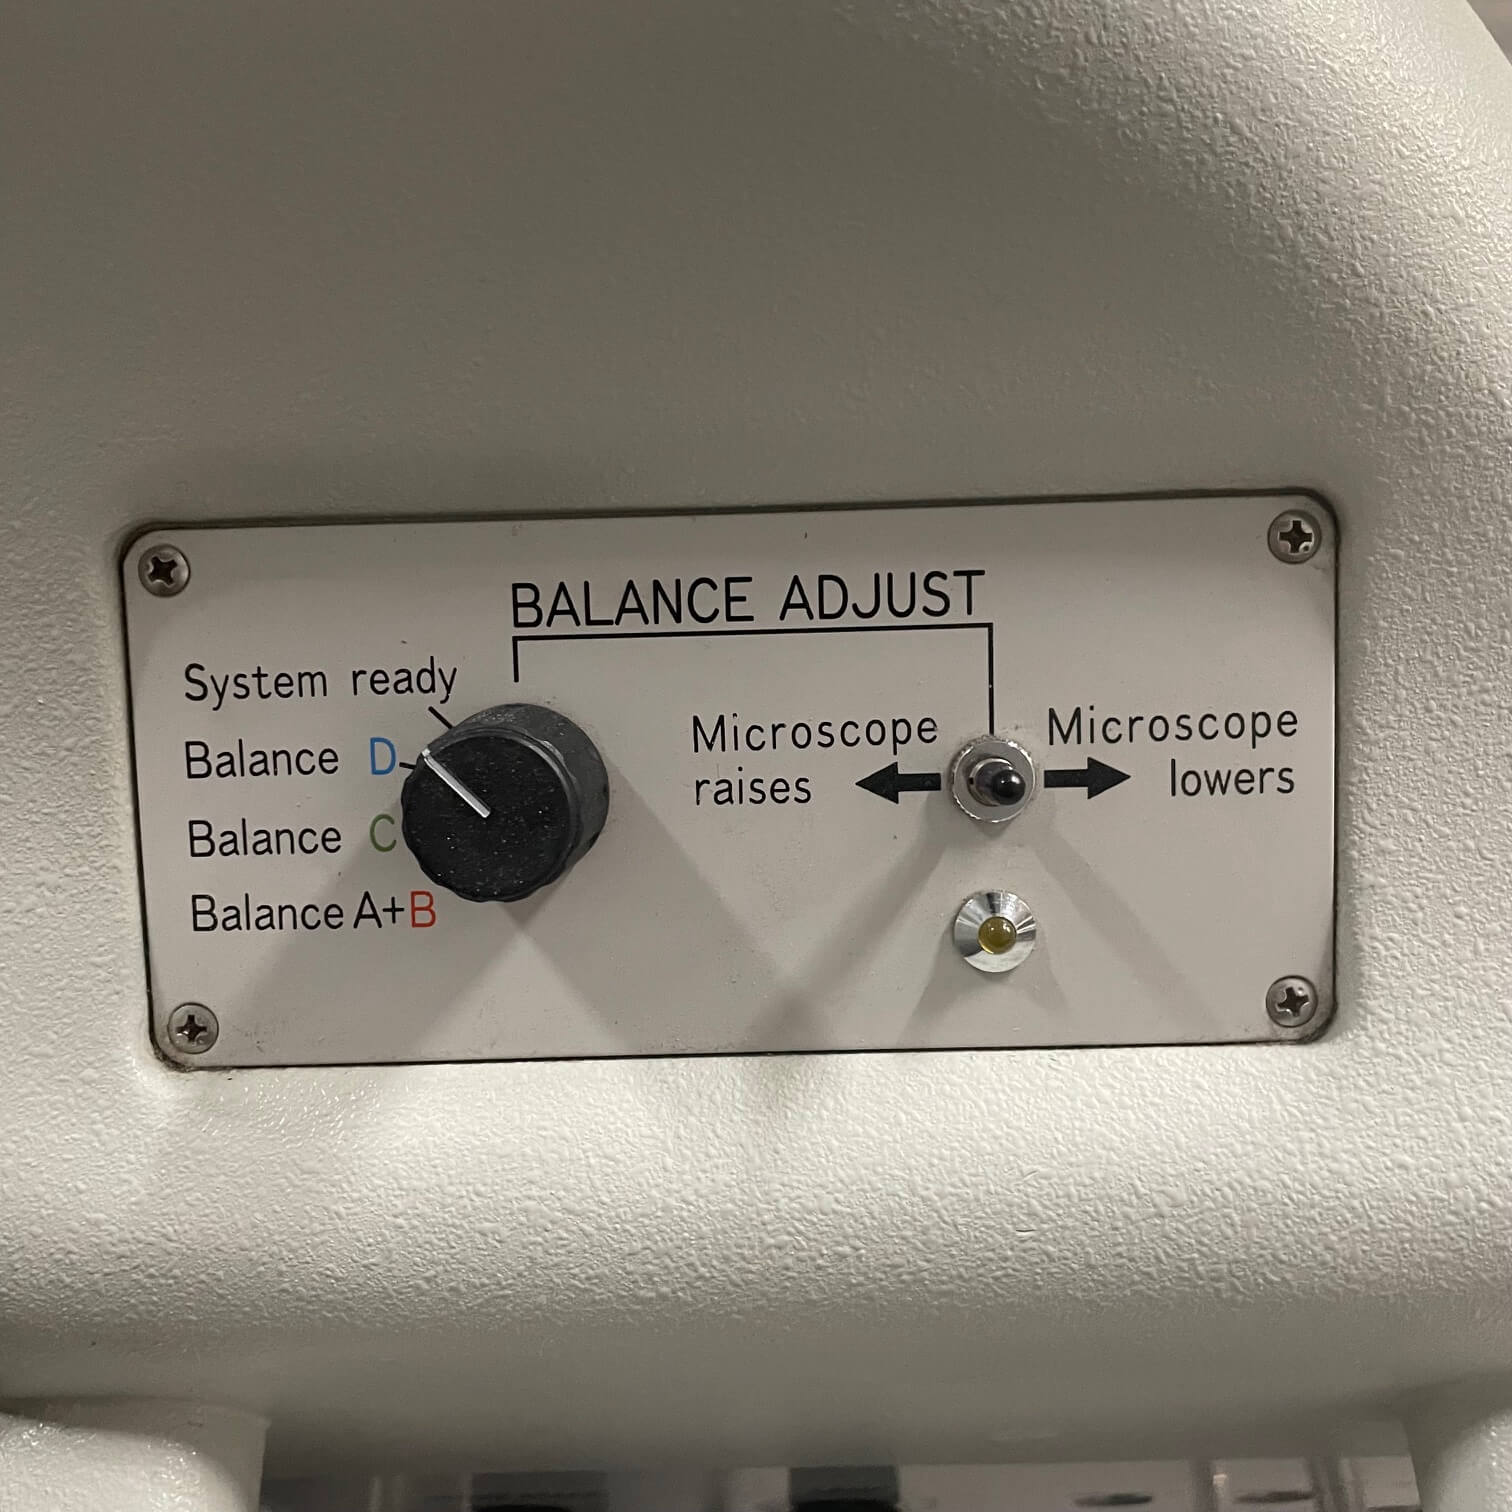 BALANCE ADJUST
System ready
Balance D
Balance C
Balance A+B
Microscope
raises
Microscope
lowers